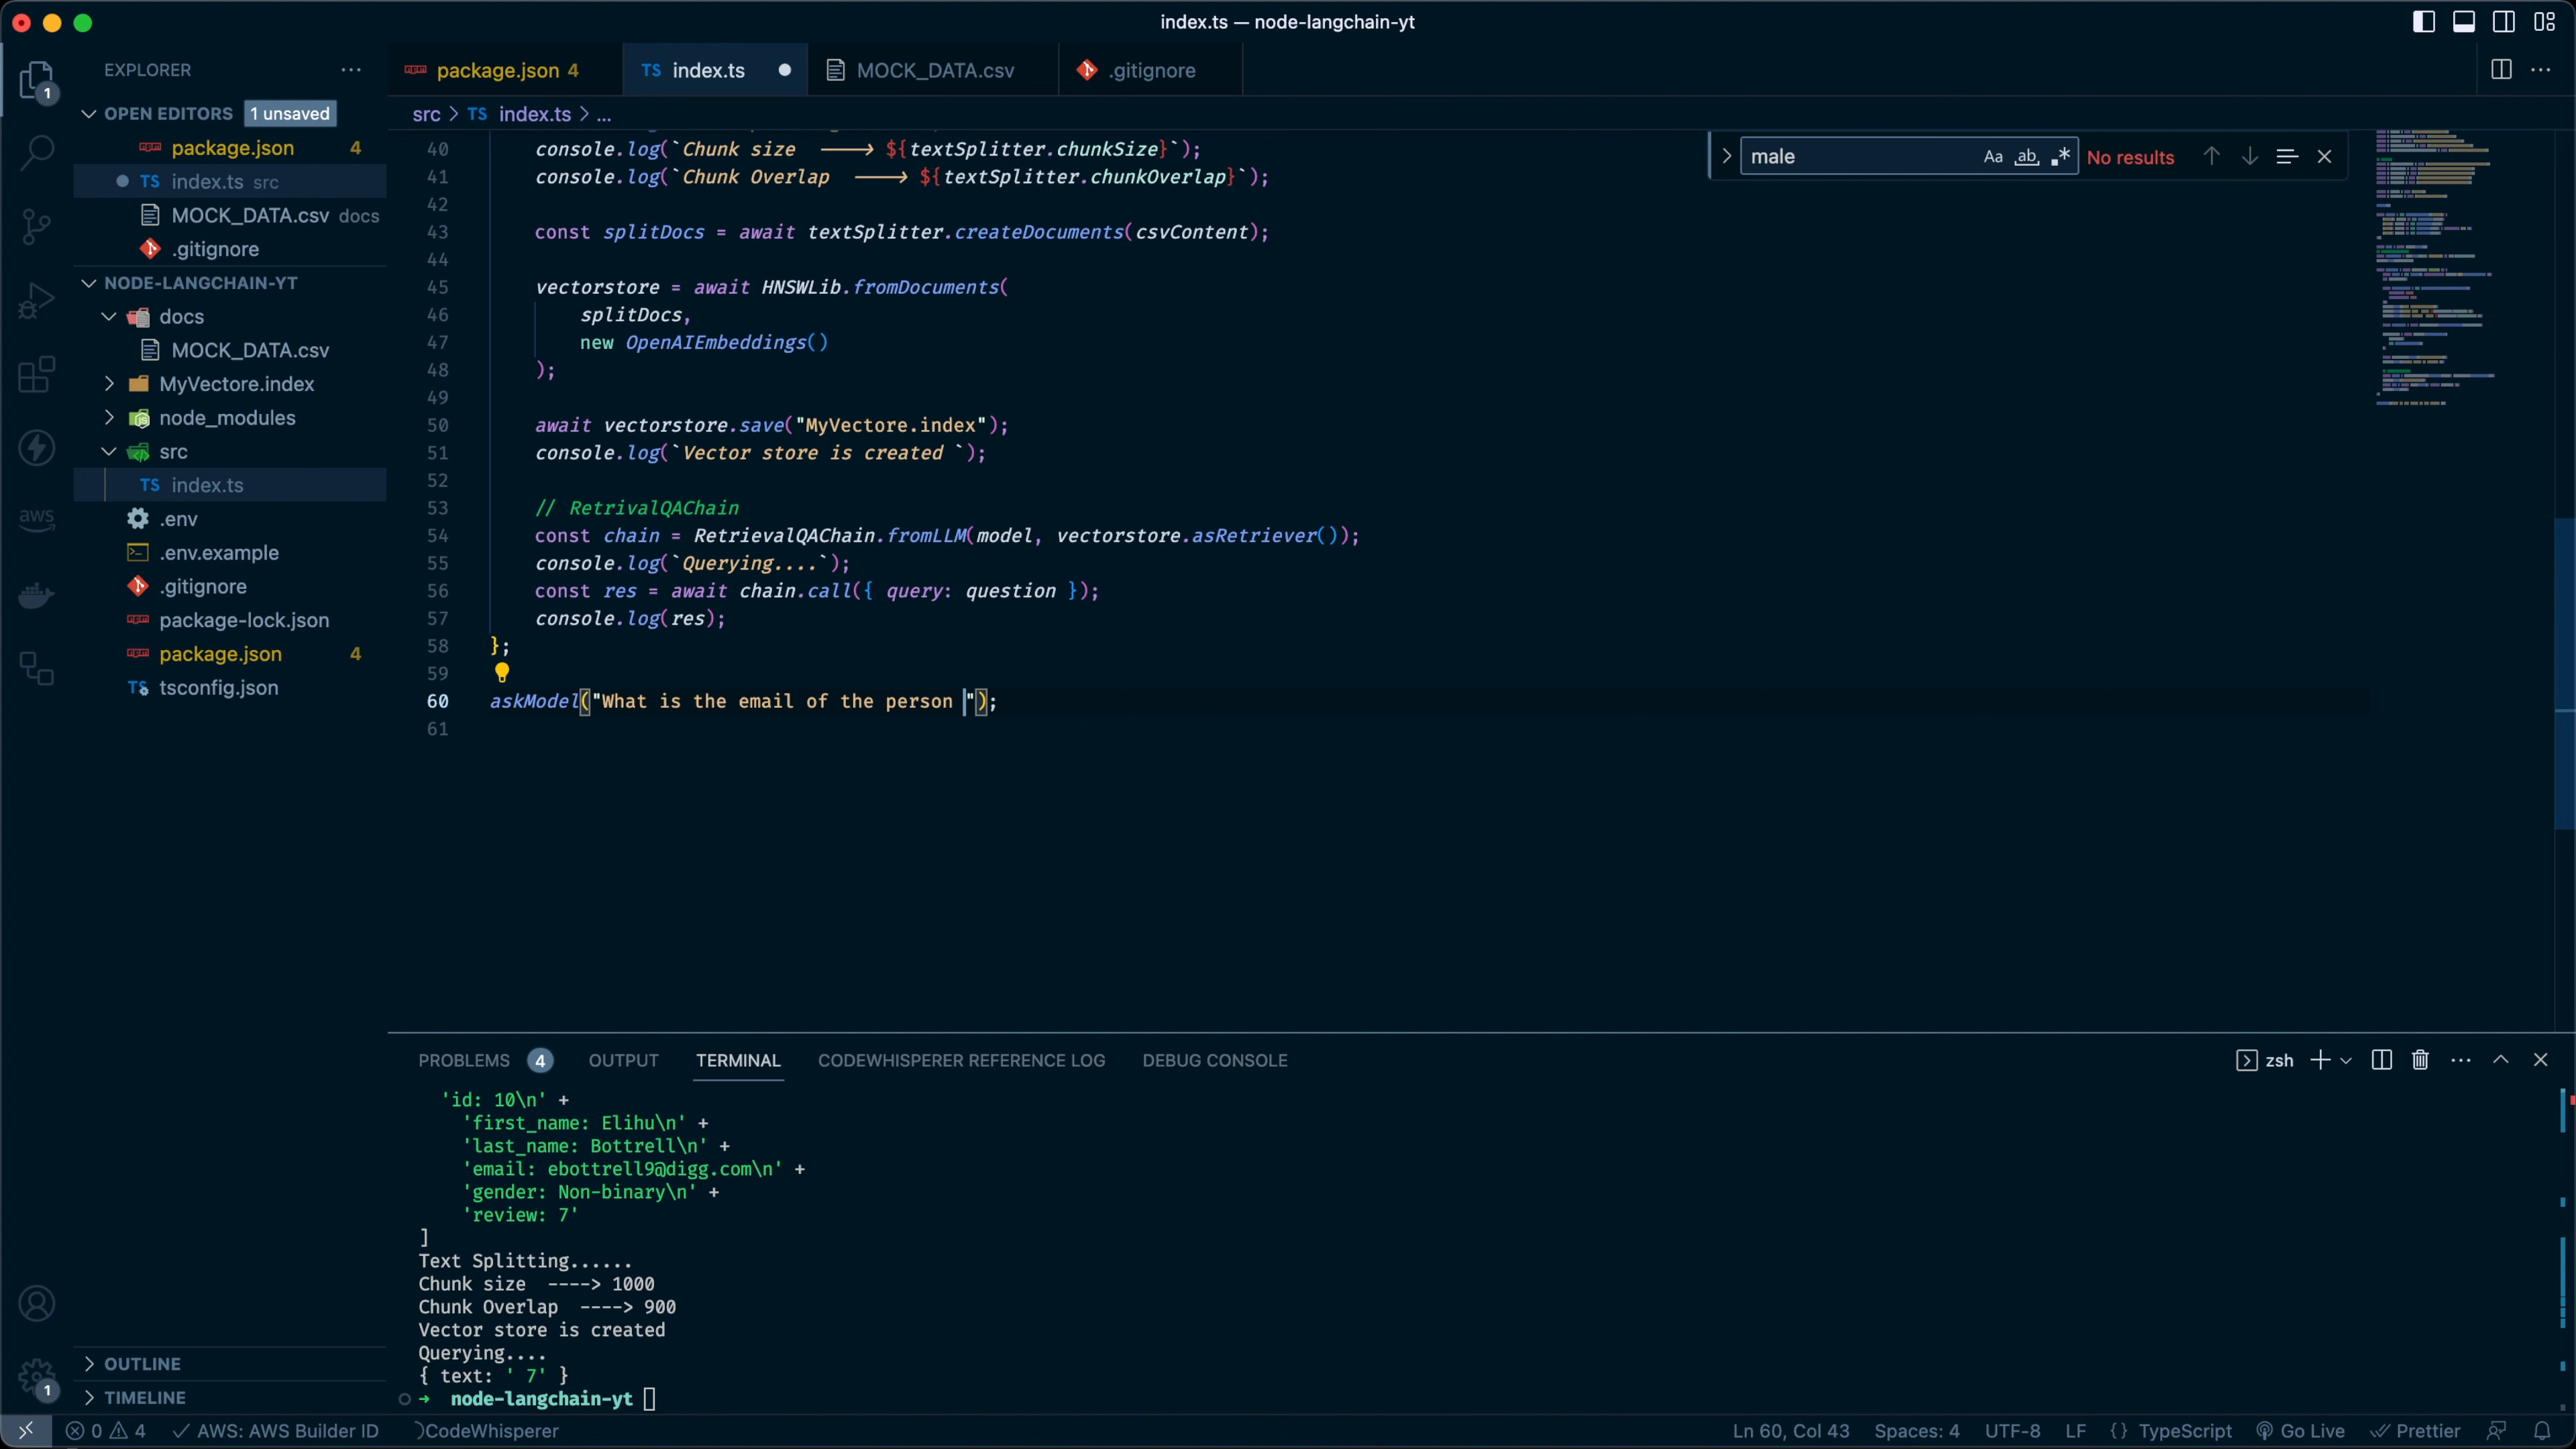 index.ts — node-langchain-yt
EXPLORER
package.json 4
TS index.ts
MOCK_DATA.csv
.gitignore
1
OPEN EDITORS 1 unsaved
package.json 4
TS index.ts src
MOCK_DATA.csv docs
.gitignore
NODE-LANGCHAIN-YT
docs
MOCK_DATA.csv
MyVectore.index
node_modules
src
TS index.ts
.env
.env.example
.gitignore
package-lock.json
package.json 4
TS tsconfig.json
aws
OUTLINE
TIMELINE
1
src > TS index.ts > ...
male Aa ab .* No results
40 console.log(`Chunk size ----> ${textSplitter.chunkSize}`);
41 console.log(`Chunk Overlap ----> ${textSplitter.chunkOverlap}`);
42
43 const splitDocs = await textSplitter.createDocuments(csvContent);
44
45 vectorstore = await HNSWLib.fromDocuments(
46 splitDocs,
47 new OpenAIEmbeddings()
48 );
49
50 await vectorstore.save("MyVectore.index");
51 console.log(`Vector store is created `);
52
53 // RetrivalQAChain
54 const chain = RetrievalQAChain.fromLLM(model, vectorstore.asRetriever());
55 console.log(`Querying....`);
56 const res = await chain.call({ query: question });
57 console.log(res);
58 };
59
60 askModel("What is the email of the person ");
61
PROBLEMS 4 OUTPUT TERMINAL CODEWHISPERER REFERENCE LOG DEBUG CONSOLE
zsh
'id: 10\n' +
'first_name: Elihu\n' +
'last_name: Bottrell\n' +
'email: ebottrell9@digg.com\n' +
'gender: Non-binary\n' +
'review: 7'
]
Text Splitting......
Chunk size ----> 1000
Chunk Overlap ----> 900
Vector store is created
Querying....
{ text: ' 7' }
→ node-langchain-yt
0 4 AWS: AWS Builder ID CodeWhisperer
Ln 60, Col 43 Spaces: 4 UTF-8 LF {} TypeScript Go Live Prettier